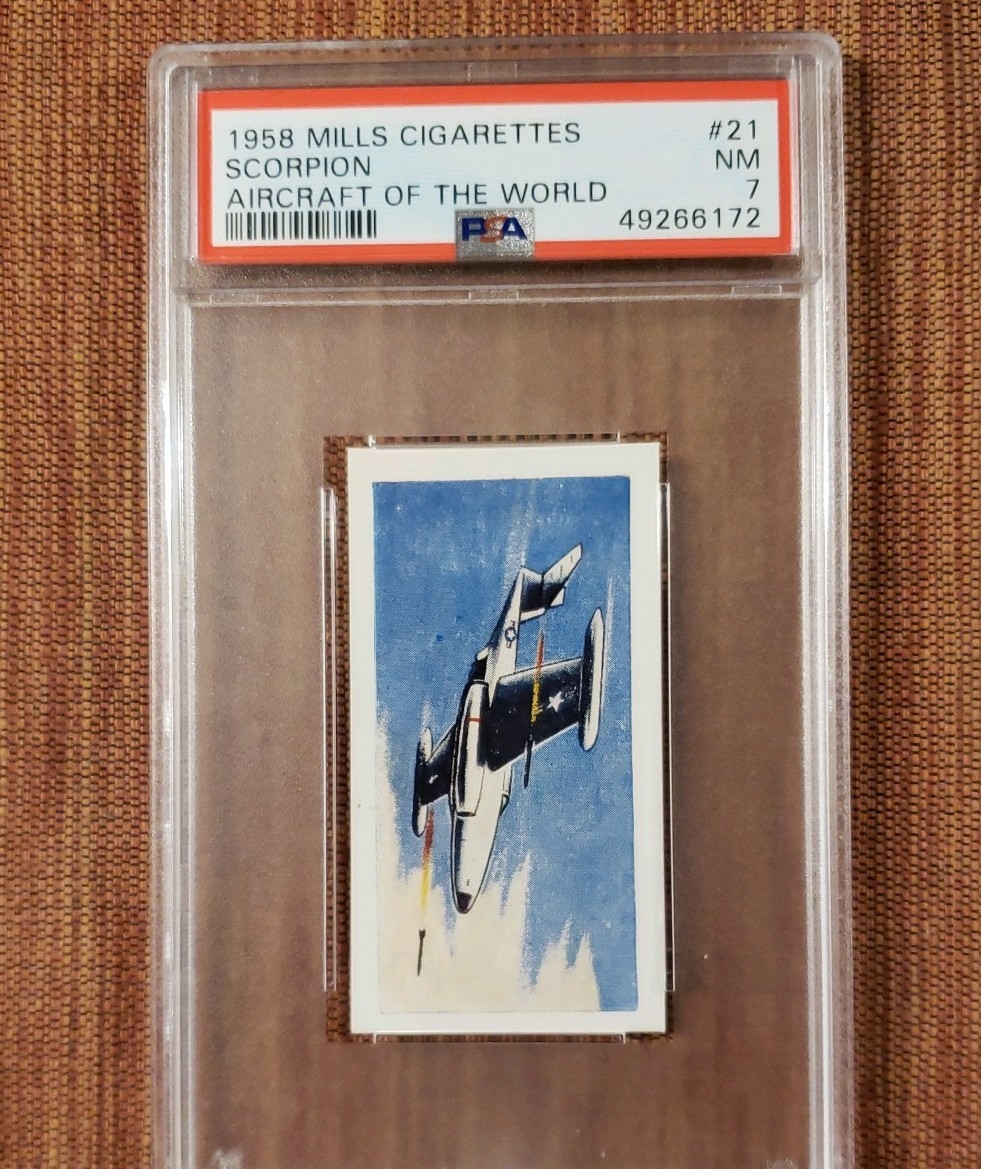 1958 MILLS CIGARETTES #21
SCORPION NM
AIRCRAFT OF THE WORLD 7
PSA 49266172